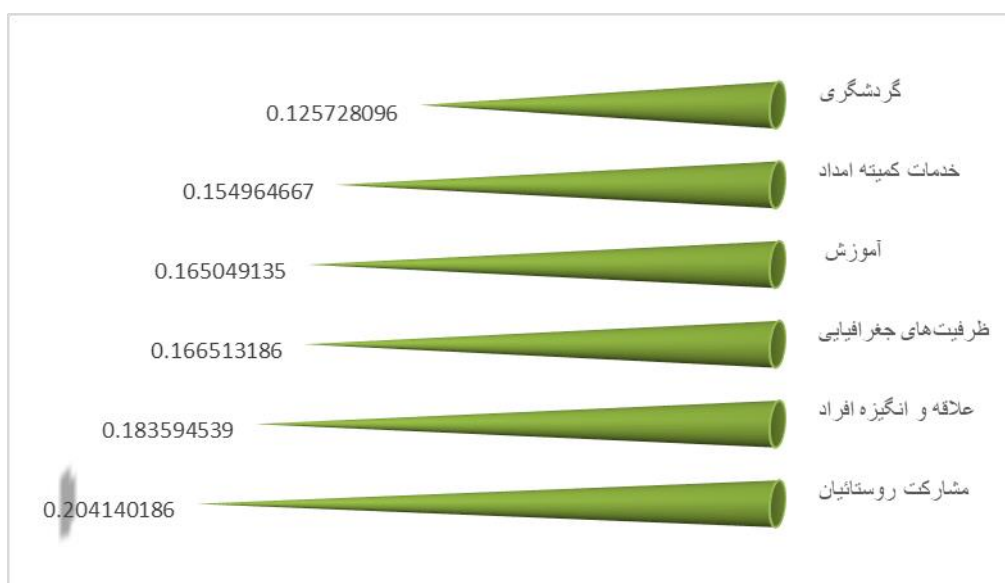 گردشگری
0.125728096
خدمات کمیته امداد
0.154964667
آموزش
0.165049135
ظرفیت‌های جغرافیایی
0.166513186
علاقه و انگیزه افراد
0.183594539
مشارکت روستائیان
0.204140186